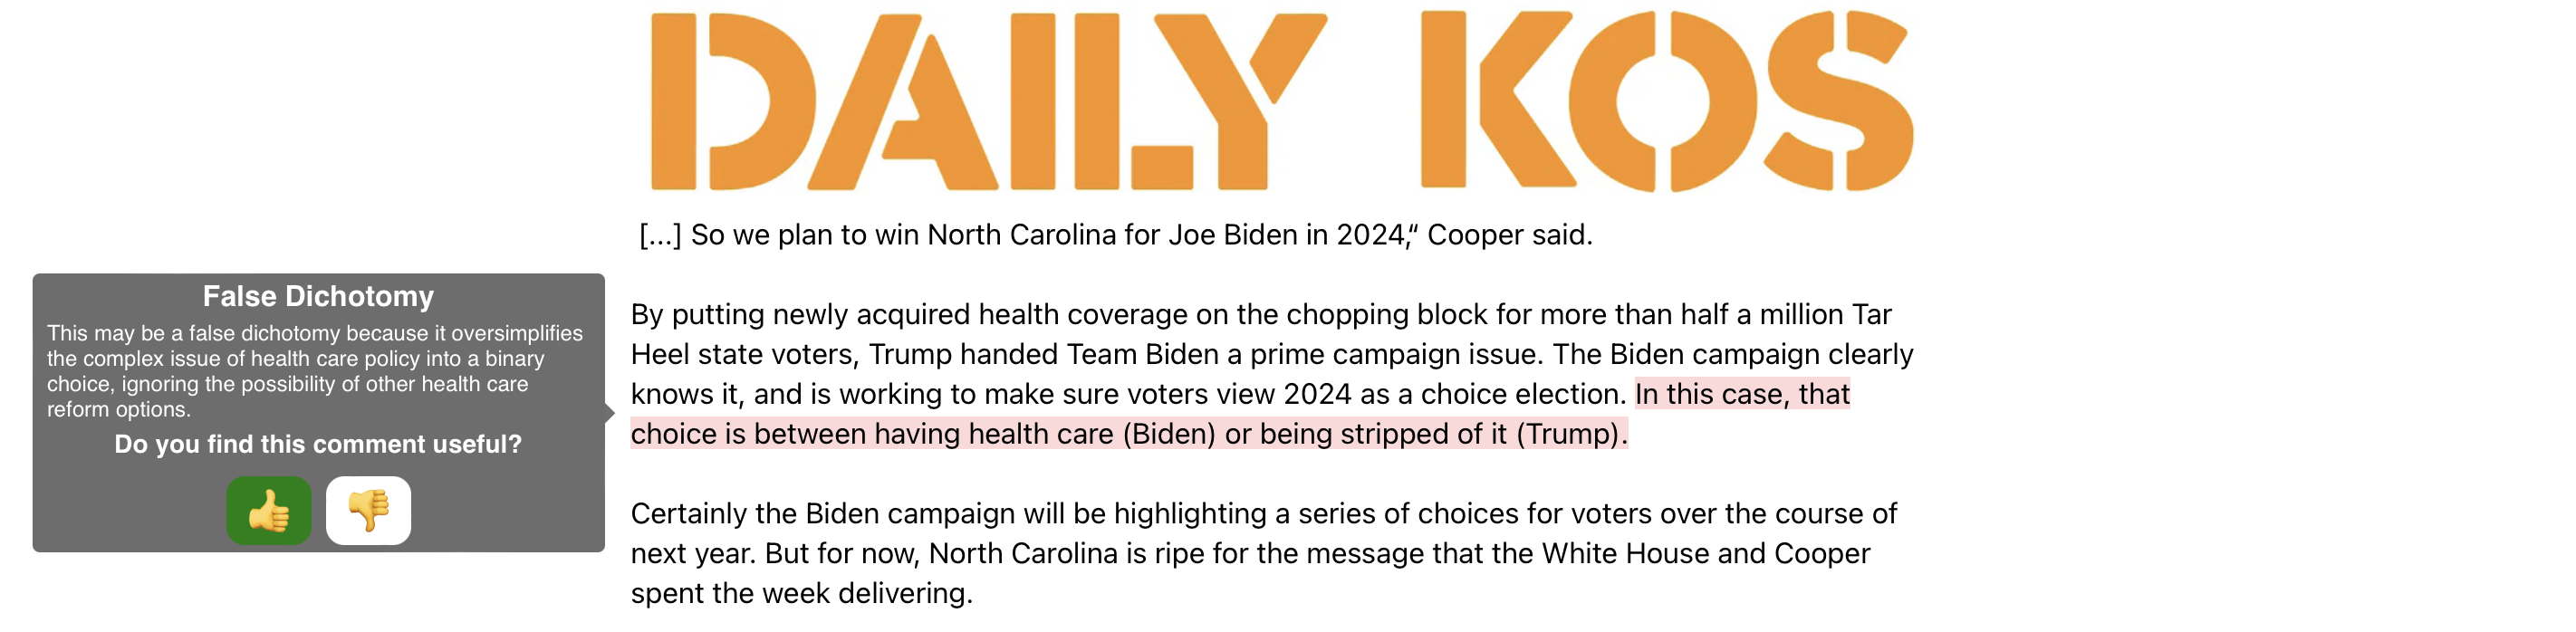 DAILY KOS
[...] So we plan to win North Carolina for Joe Biden in 2024,“ Cooper said.
False Dichotomy
This may be a false dichotomy because it oversimplifies
the complex issue of health care policy into a binary
choice, ignoring the possibility of other health care
reform options.
Do you find this comment useful?
By putting newly acquired health coverage on the chopping block for more than half a million Tar
Heel state voters, Trump handed Team Biden a prime campaign issue. The Biden campaign clearly
knows it, and is working to make sure voters view 2024 as a choice election. In this case, that
choice is between having health care (Biden) or being stripped of it (Trump).
Certainly the Biden campaign will be highlighting a series of choices for voters over the course of
next year. But for now, North Carolina is ripe for the message that the White House and Cooper
spent the week delivering.